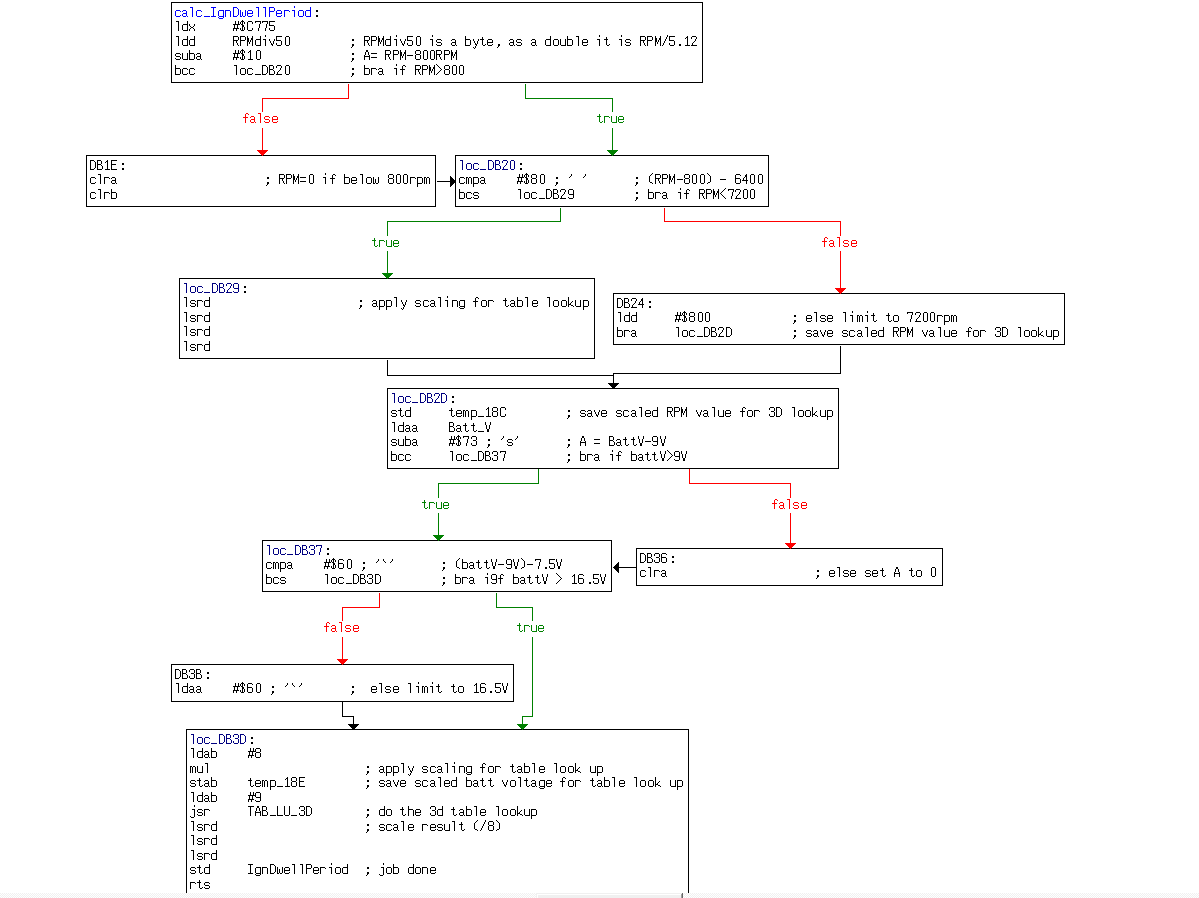 calc_IgnDwellPeriod:
ldx #$C775
ldd RPMdiv50 ; RPMdiv50 is a byte, as a double it is RPM/5.12
suba #$10 ; A= RPM-800RPM
bcc loc_DB20 ; bra if RPM>800
false
true
DB1E:
clra ; RPM=0 if below 800rpm
clrb
loc_DB20:
cmpa #$80 ; ' ' ; (RPM-800) - 6400
bcs loc_DB29 ; bra if RPM<7200
true
false
loc_DB29:
lsrd ; apply scaling for table lookup
lsrd
lsrd
lsrd
DB24:
ldd #$800 ; else limit to 7200rpm
bra loc_DB2D ; save scaled RPM value for 3D lookup
loc_DB2D:
std temp_18C ; save scaled RPM value for 3D lookup
ldaa Batt_V
suba #$73 ; 's' ; A = BattV-9V
bcc loc_DB37 ; bra if battV>9V
true
false
loc_DB37:
cmpa #$60 ; '`' ; (battV-9V)-7.5V
bcs loc_DB3D ; bra i9f battV > 16.5V
DB36:
clra ; else set A to 0
false
true
DB3B:
ldaa #$60 ; '`' ; else limit to 16.5V
loc_DB3D:
ldab #8
mul ; apply scaling for table look up
stab temp_18E ; save scaled batt voltage for table look up
ldab #9
jsr TAB_LU_3D ; do the 3d table lookup
lsrd ; scale result (/8)
lsrd
lsrd
std IgnDwellPeriod ; job done
rts